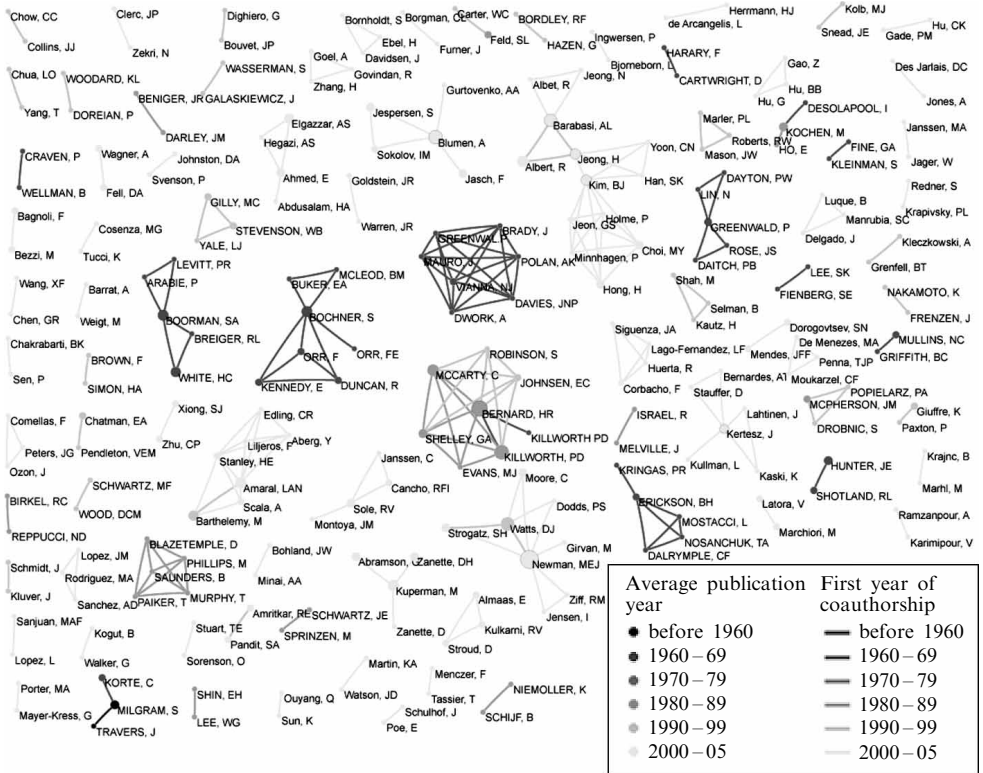 Chow, CC
Collins, JJ
Clerc, JP
Zekri, N
Dighiero, G
Bouvet, JP
Bornholdt, S
Ebel, H
Davidsen, J
Goel, A
Govindan, R
Zhang, H
Borgman, CL
Furner, J
Carter, WC
Feld, SL
BORDLEY, RF
HAZEN, G
Ingwersen, P
Bjorneborn, L
HARARY, F
CARTWRIGHT, D
Herrmann, HJ
de Arcangelis, L
Kolb, MJ
Snead, JE
Hu, CK
Gade, PM
Chua, LO
Yang, T
WOODARD, KL
DOREIAN, P
BENIGER, JR
DARLEY, JM
WASSERMAN, S
GALASKIEWICZ, J
Elgazzar, AS
Hegazi, AS
Ahmed, E
Abdusalam, HA
Jespersen, S
Gurtovenko, AA
Blumen, A
Sokolov, IM
Jasch, F
Jeong, N
Albet, R
Barabasi, AL
Albert, R
Jeong, H
Kim, BJ
Yoon, CN
Han, SK
Holme, P
Jeon, GS
Minnhagen, P
Choi, MY
Hong, H
Marler, PL
Roberts, RW
Mason, JW
Gao, Z
Hu, BB
Hu, G
DESOLAPOOL, I
KOCHEN, M
HO, E
FINE, GA
KLEINMAN, S
Des Jarlais, DC
Jones, A
Janssen, MA
Jager, W
Redner, S
Krapivsky, PL
CRAVEN, P
WELLMAN, B
Wagner, A
Fell, DA
Johnston, DA
Svenson, P
Goldstein, JR
Warren, JR
GILLY, MC
STEVENSON, WB
YALE, LJ
DAYTON, PW
LIN, N
GREENWALD, P
ROSE, JS
DAITCH, PB
Luque, B
Manrubia, SC
Delgado, J
Kleczkowski, A
Grenfell, BT
Bagnoli, F
Bezzi, M
Cosenza, MG
Tucci, K
LEVITT, PR
ARABIE, P
BOORMAN, SA
BREIGER, RL
WHITE, HC
MCLEOD, BM
BUKER, EA
BOCHNER, S
ORR, F
ORR, FE
KENNEDY, E
DUNCAN, R
BRADY, J
MAURO, J
POLAN, AK
VIANNA, NJ
DAVIES, JNP
DWORK, A
LEE, SK
FIENBERG, SE
Shah, M
Selman, B
Kautz, H
NAKAMOTO, K
FRENZEN, J
Wang, XF
Chen, GR
Barrat, A
Weigt, M
Chakrabarti, BK
Sen, P
BROWN, F
SIMON, HA
Siguenza, JA
Lago-Fernandez, LF
Huerta, R
Corbacho, F
Dorogovtsev, SN
De Menezes, MA
Mendes, JFF
Penna, TJP
MULLINS, NC
GRIFFITH, BC
Bernardes, AT
Moukarzel, CF
Stauffer, D
Lahtinen, J
Kertesz, J
Kullman, L
Kaski, K
POPIELARZ, PA
MCPHERSON, JM
DROBNIC, S
Giuffre, K
Paxton, P
ROBINSON, S
MCCARTY, C
JOHNSEN, EC
BERNARD, HR
SHELLEY, GA
KILLWORTH PD
KILLWORTH, PD
EVANS, MJ
ISRAEL, R
MELVILLE, J
Comellas, F
Peters, JG
Ozon, J
Chatman, EA
Pendleton, VEM
Xiong, SJ
Zhu, CP
Edling, CR
Liljeros, F
Aberg, Y
Stanley, HE
Amaral, LAN
Scala, A
Barthelemy, M
Janssen, C
Cancho, RFI
Sole, RV
Montoya, JM
Moore, C
Dodds, PS
Strogatz, SH
Watts, DJ
Girvan, M
Newman, MEJ
Ziff, RM
Jensen, I
KRINGAS, PR
ERICKSON, BH
MOSTACCI, L
NOSANCHUK, TA
DALRYMPLE, CF
HUNTER, JE
SHOTLAND, RL
Latora, V
Marchiori, M
Krajnc, B
Marhl, M
Ramzanpour, A
Karimipour, V
BIRKEL, RC
REPPUCCI, ND
SCHWARTZ, MF
WOOD, DCM
Schmidt, J
Kluver, J
Lopez, JM
Rodriguez, MA
Sanchez, AD
BLAZETEMPLE, D
PHILLIPS, M
SAUNDERS, B
PAIKER, T
MURPHY, T
Bohland, JW
Minai, AA
Zanette, DH
Kuperman, M
Zanette, D
Almaas, E
Kulkarni, RV
Stroud, D
Sanjuan, MAF
Lopez, L
Kogut, B
Walker, G
Stuart, TE
Sorenson, O
Amritkar, RE
Pandit, SA
SCHWARTZ, JE
SPRINZEN, M
Porter, MA
Mayer-Kress, G
KORTE, C
MILGRAM, S
TRAVERS, J
SHIN, EH
LEE, WG
Ouyang, Q
Sun, K
Martin, KA
Watson, JD
Menczer, F
Tassier, T
Schulhof, J
Poe, E
NIEMOLLER, K
SCHIJF, B
Average publication year
before 1960
1960–69
1970–79
1980–89
1990–99
2000–05
First year of coauthorship
before 1960
1960–69
1970–79
1980–89
1990–99
2000–05